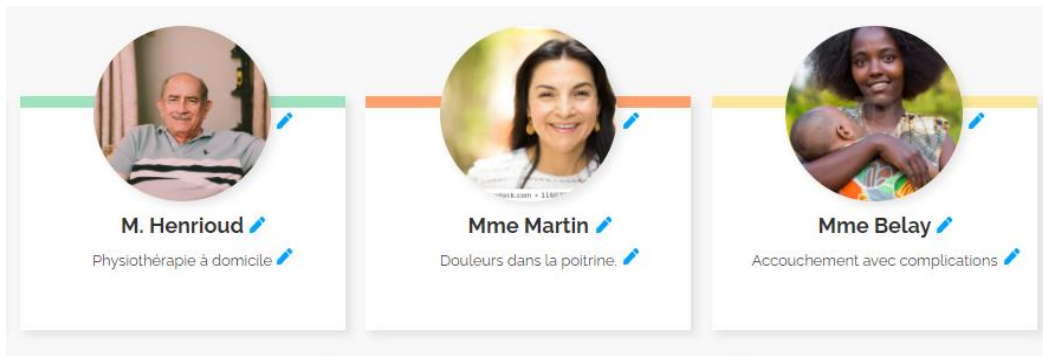 M. Henrioud
Physiothérapie à domicile
Mme Martin
Douleurs dans la poitrine.
Mme Belay
Accouchement avec complications